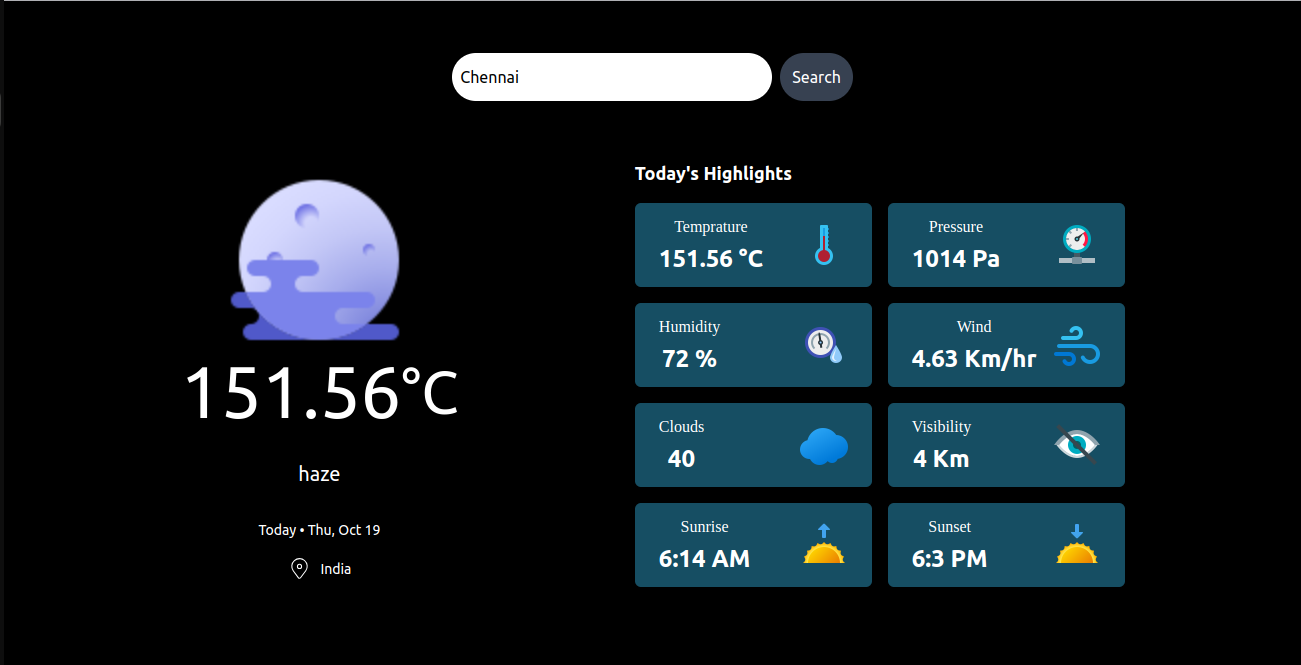 Chennai
Search
151.56°C
haze
Today • Thu, Oct 19
India
Today's Highlights
Temprature
151.56 °C
Pressure
1014 Pa
Humidity
72 %
Wind
4.63 Km/hr
Clouds
40
Visibility
4 Km
Sunrise
6:14 AM
Sunset
6:3 PM